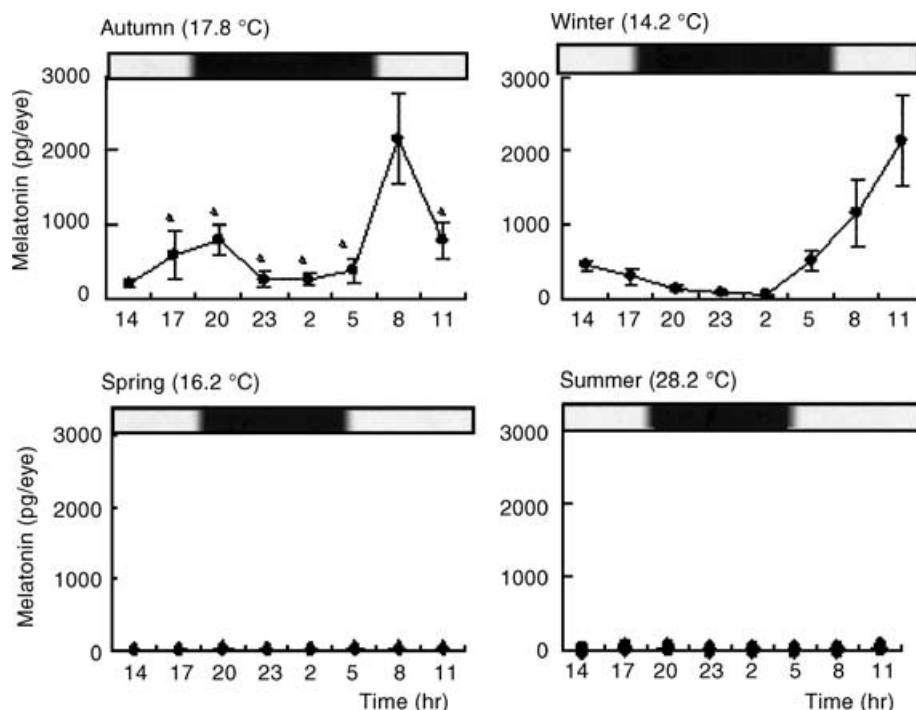 Autumn (17.8 °C)
Winter (14.2 °C)
3000
2000
1000
0
Melatonin (pg/eye)
14 17 20 23 2 5 8 11
3000
2000
1000
0
14 17 20 23 2 5 8 11
Spring (16.2 °C)
Summer (28.2 °C)
3000
2000
1000
0
Melatonin (pg/eye)
14 17 20 23 2 5 8 11
Time (hr)
3000
2000
1000
0
14 17 20 23 2 5 8 11
Time (hr)